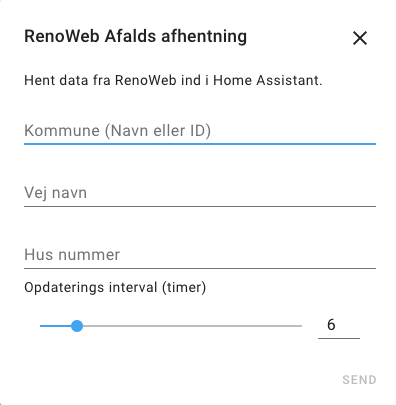 RenoWeb Afalds afhentning
Hent data fra RenoWeb ind i Home Assistant.
Kommune (Navn eller ID)
Vej navn
Hus nummer
Opdaterings interval (timer)
6
SEND